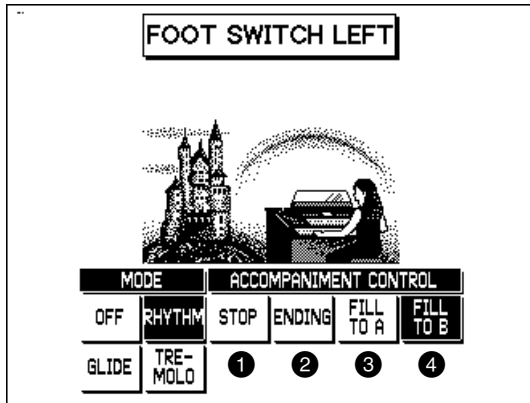 FOOT SWITCH LEFT
MODE ACCOMPANIMENT CONTROL
OFF RHYTHM STOP ENDING FILL TO A FILL TO B
GLIDE TRE-
MOLO
1 2 3 4